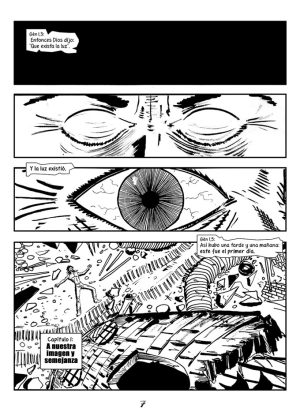 Gén 1,3:
Entonces Dios dijo:
"Que exista la luz".
Y la luz existió.
Gén 1,5:
Así hubo una tarde y una mañana:
este fue el primer día.
Capítulo 1:
A nuestra
imagen y
semejanza
7